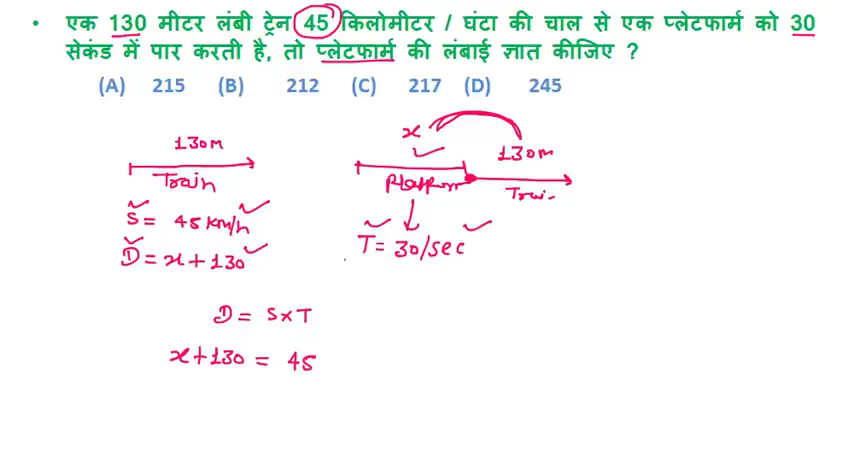 • एक 130 मीटर लंबी ट्रेन 45 किलोमीटर / घंटा की चाल से एक प्लेटफार्म को 30
सेकंड में पार करती है, तो प्लेटफार्म की लंबाई ज्ञात कीजिए ?
(A) 215 (B) 212 (C) 217 (D) 245
130m
Train
x
130m
Platform
Train
S = 45 km/h
T = 30/sec
D = x + 130
D = S x T
x + 130 = 45